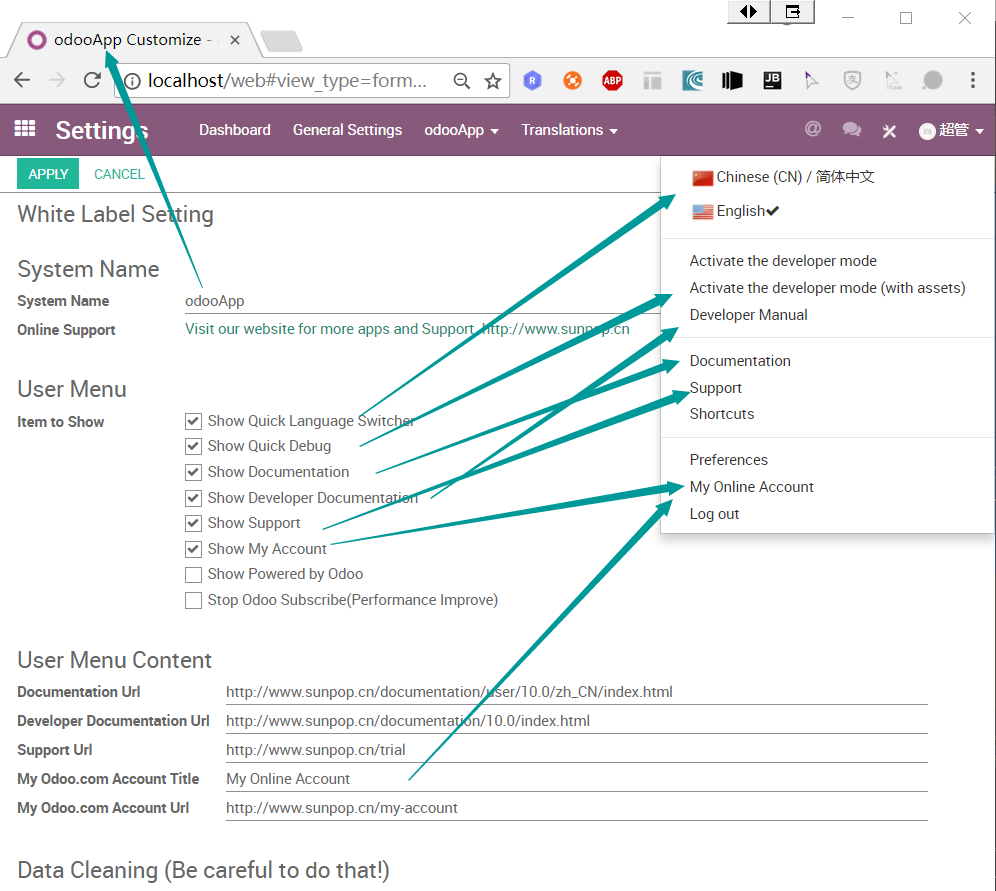 odooApp Customize -
localhost/web#view_type=form...
R
ABP
JB
Settings
Dashboard
General Settings
odooApp
Translations
@
超管
APPLY
CANCEL
Chinese (CN) / 简体中文
English
White Label Setting
System Name
System Name
odooApp
Online Support
Visit our website for more apps and Support. http://www.sunpop.cn
Activate the developer mode
Activate the developer mode (with assets)
Developer Manual
Documentation
Support
Shortcuts
Preferences
My Online Account
Log out
User Menu
Item to Show
Show Quick Language Switcher
Show Quick Debug
Show Documentation
Show Developer Documentation
Show Support
Show My Account
Show Powered by Odoo
Stop Odoo Subscribe(Performance Improve)
User Menu Content
Documentation Url
http://www.sunpop.cn/documentation/user/10.0/zh_CN/index.html
Developer Documentation Url
http://www.sunpop.cn/documentation/10.0/index.html
Support Url
http://www.sunpop.cn/trial
My Odoo.com Account Title
My Online Account
My Odoo.com Account Url
http://www.sunpop.cn/my-account
Data Cleaning (Be careful to do that!)